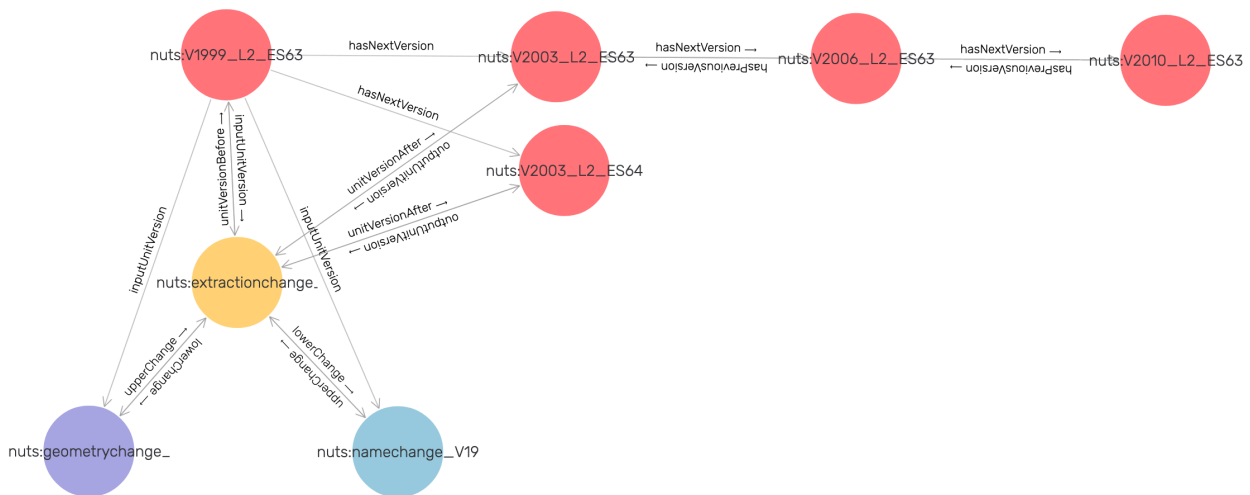 nuts:V1999_L2_ES63
hasNextVersion
nuts:V2003_L2_ES63
hasNextVersion →
hasPreviousVersion →
nuts:V2006_L2_ES63
hasNextVersion →
hasPreviousVersion →
nuts:V2010_L2_ES63
hasNextVersion
unitVersionBefore →
inputUnitVersion →
unitVersionAfter →
outputUnitVersion →
nuts:V2003_L2_ES64
unitVersionAfter →
outputUnitVersion →
inputUnitVersion
inputUnitVersion
nuts:extractionchange_
upperChange →
lowerChange →
lowerChange →
upperChange →
nuts:geometrychange_
nuts:namechange_V19